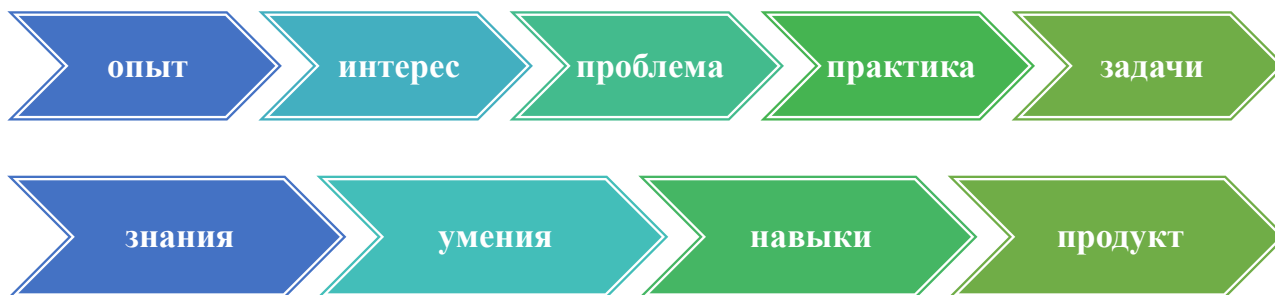 опыт интерес проблема практика задачи
знания умения навыки продукт